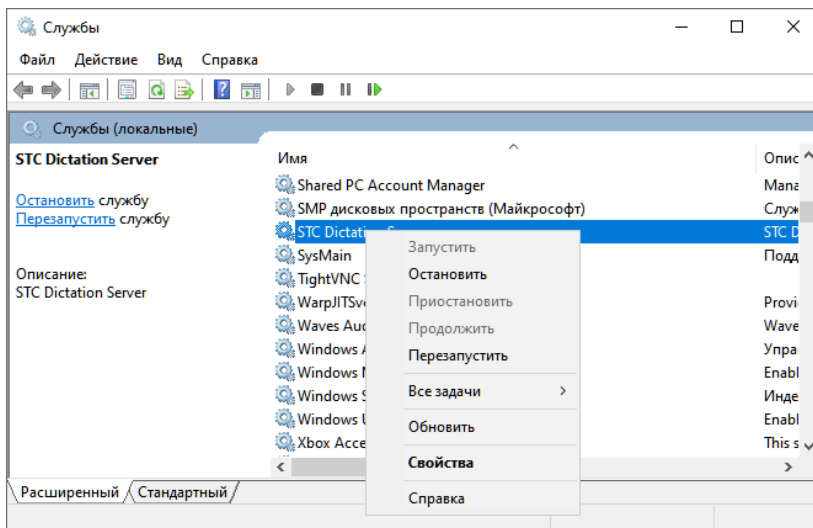 Службы
Файл Действие Вид Справка
Службы (локальные)
STC Dictation Server
Остановить службу
Перезапустить службу
Описание:
STC Dictation Server
Имя Опис
Shared PC Account Manager Mana
SMP дисковых пространств (Майкрософт) Служ
STC Dictati STC D
SysMain Подд
TightVNC
WarpJITSv Provi
Waves Aud Wave
Windows Упра
Windows Enabl
Windows Инде
Windows Enabl
Xbox Acce This s
Запустить
Остановить
Приостановить
Продолжить
Перезапустить
Все задачи
Обновить
Свойства
Справка
Расширенный Стандартный